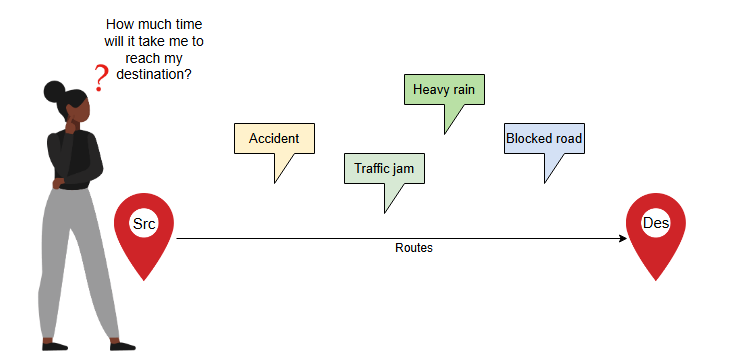 How much time
will it take me to
reach my
destination?
?
Heavy rain
Accident
Blocked road
Traffic jam
Src
Des
Routes